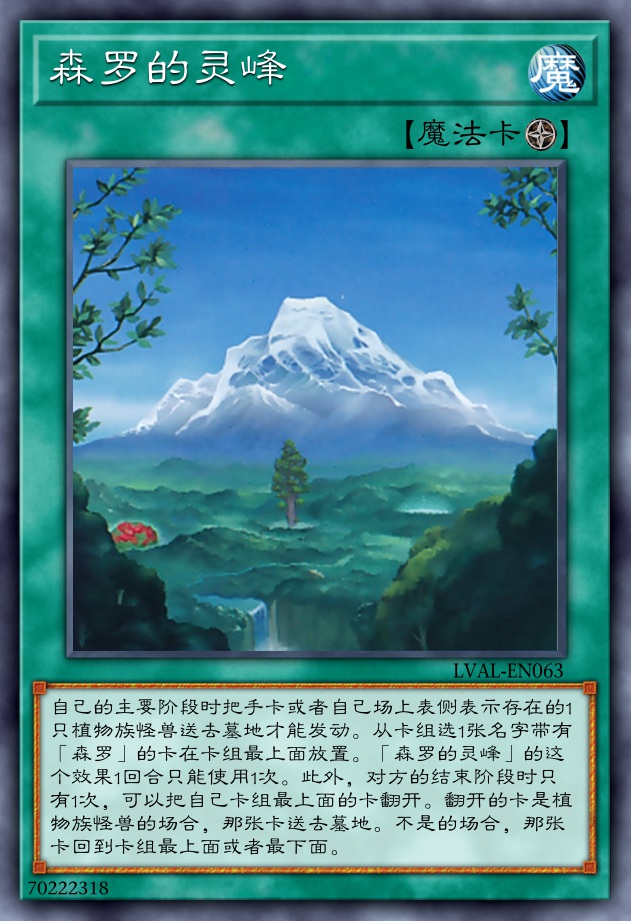 森罗的灵峰
魔
【魔法卡】
LVAL-EN063
自己的主要阶段时把手卡或者自己场上表侧表示存在的1
只植物族怪兽送去墓地才能发动。从卡组选1张名字带有
「森罗」的卡在卡组最上面放置。「森罗的灵峰」的这
个效果1回合只能使用1次。此外，对方的结束阶段时只
有1次，可以把自己卡组最上面的卡翻开。翻开的卡是植
物族怪兽的场合，那张卡送去墓地。不是的场合，那张
卡回到卡组最上面或者最下面。
70222318